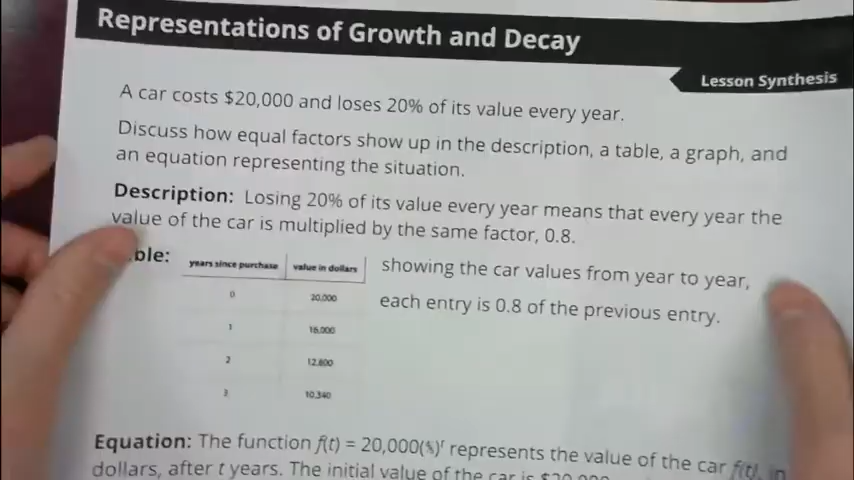 Representations of Growth and Decay
Lesson Synthesis
A car costs $20,000 and loses 20% of its value every year.
Discuss how equal factors show up in the description, a table, a graph, and
an equation representing the situation.
Description: Losing 20% of its value every year means that every year the
value of the car is multiplied by the same factor, 0.8.
ble:
years since purchase value in dollars
0 20,000
1 16,000
2 12,800
3 10,340
showing the car values from year to year,
each entry is 0.8 of the previous entry.
Equation: The function f(t) = 20,000 represents the value of the car f(t), in
dollars, after t years. The initial value of the car is $20,000